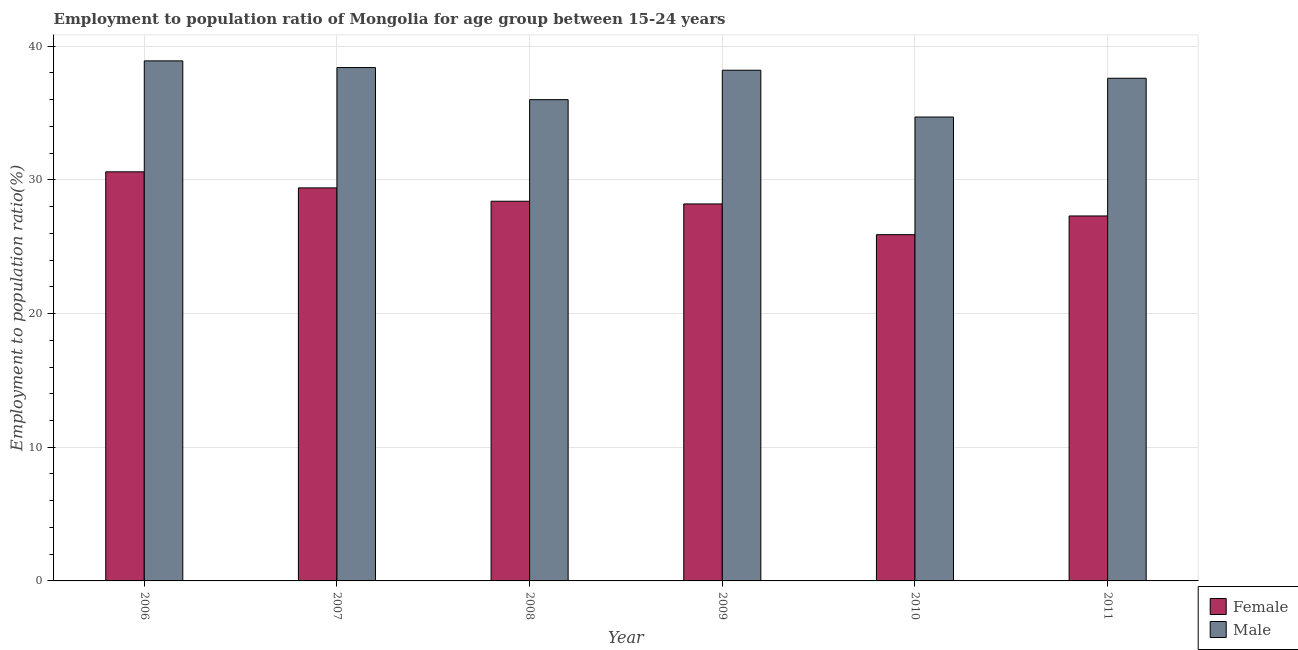 Employment to population ratio of Mongolia for age group between 15-24 years
Employment to population ratio(%)
40
30
20
10
0
2006
2007
2008
2009
2010
2011
Year
Female
Male